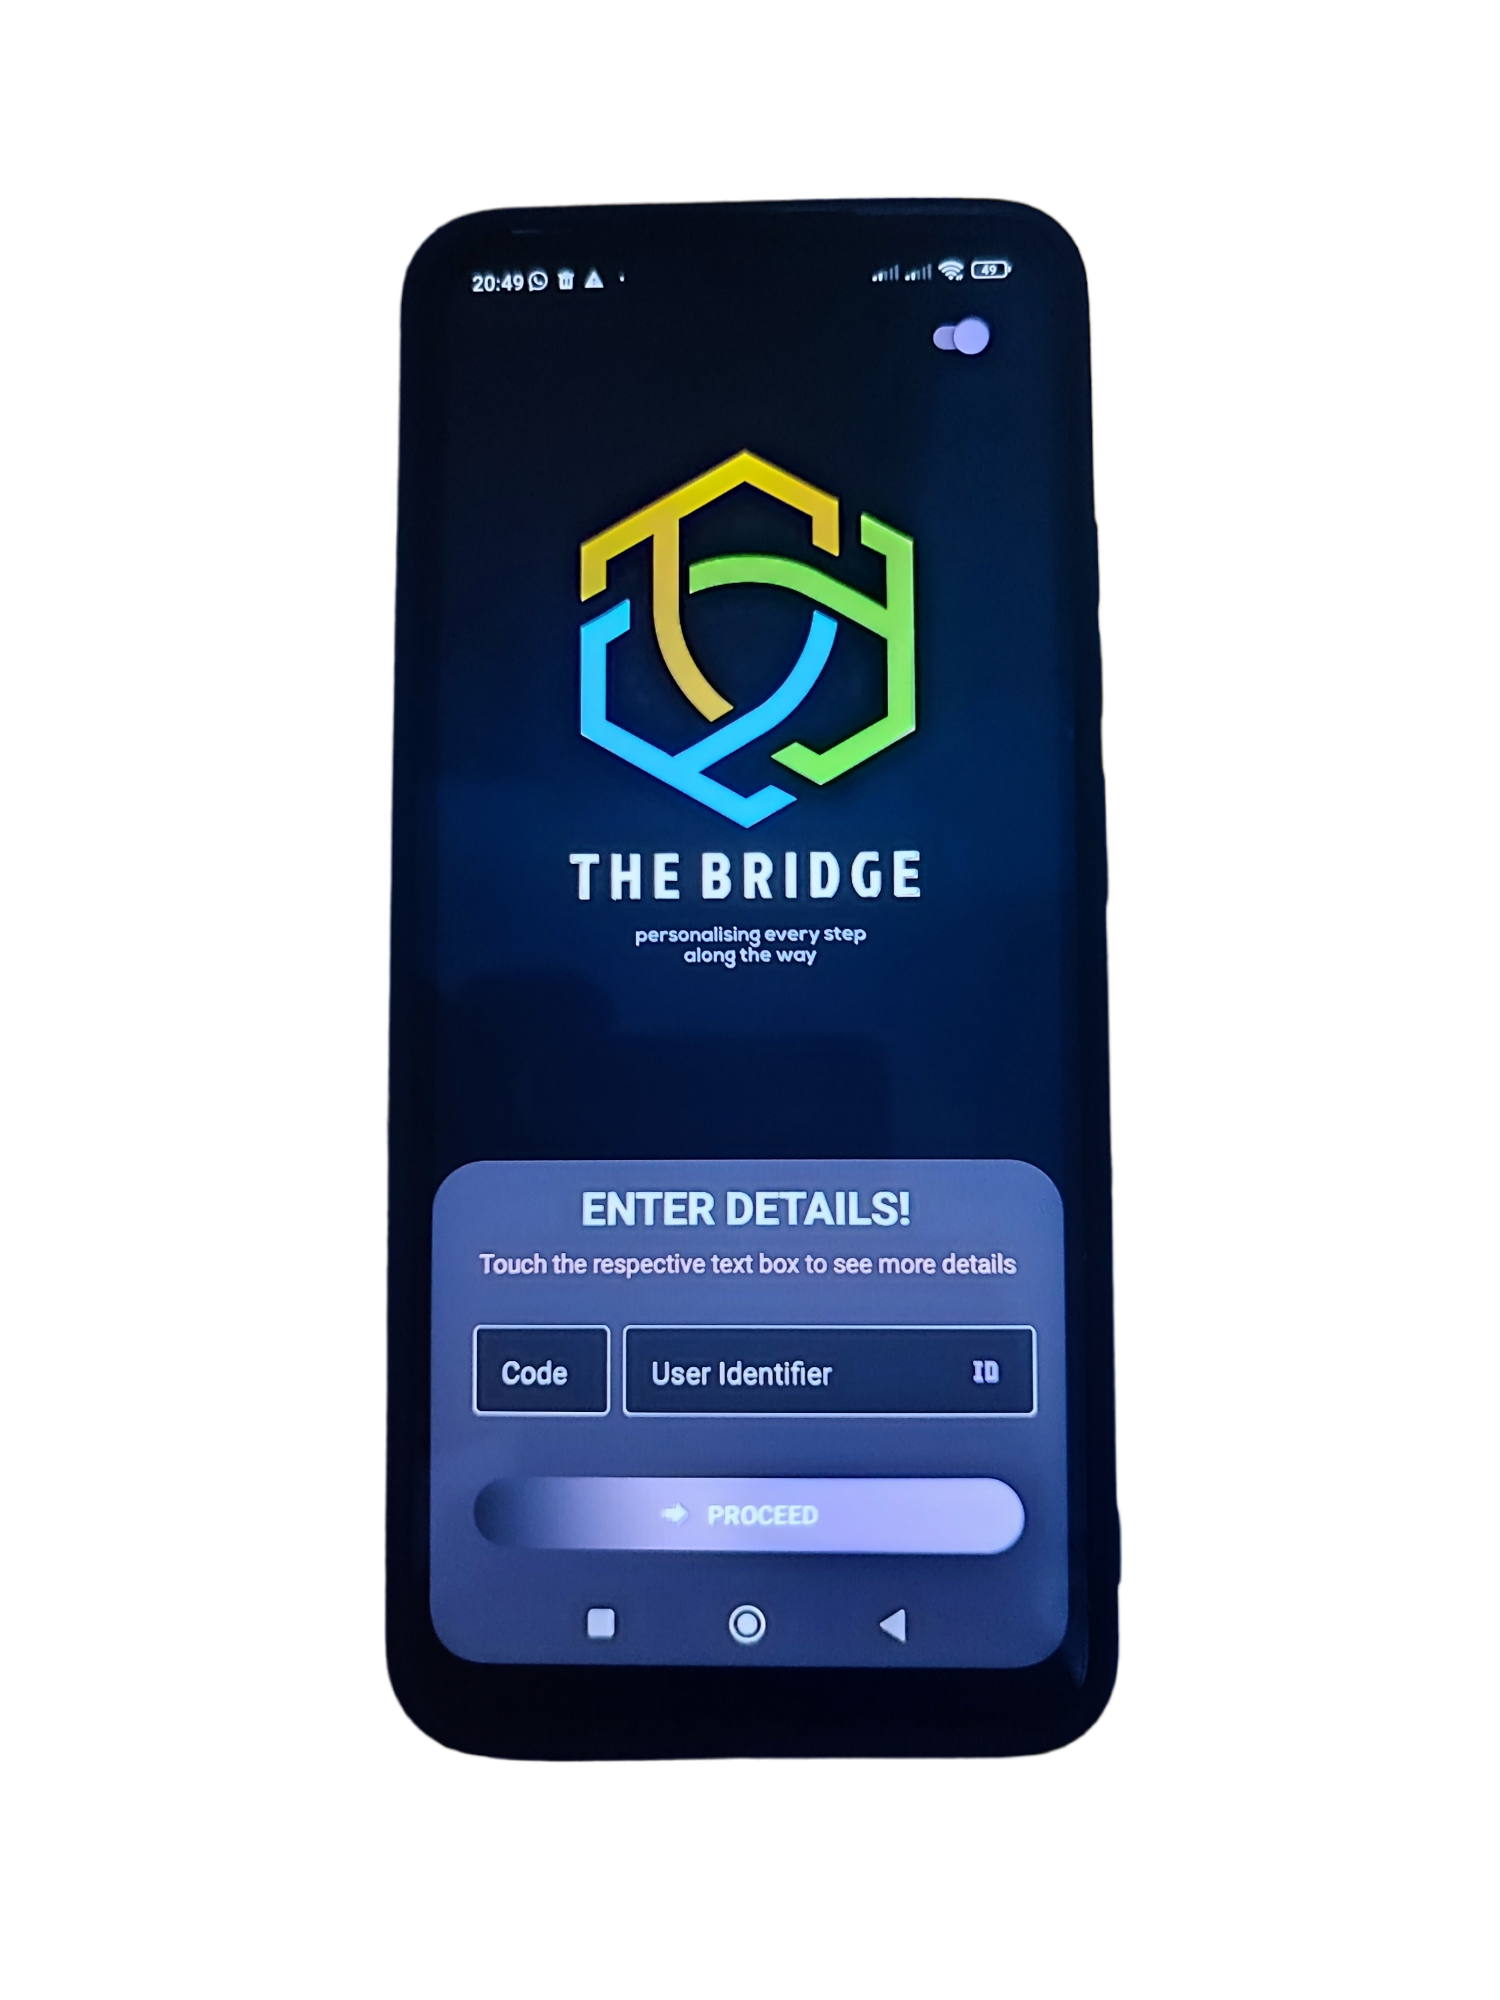 20:49
49
THE BRIDGE
personalising every step
along the way
ENTER DETAILS!
Touch the respective text box to see more details
Code
User Identifier ID
PROCEED